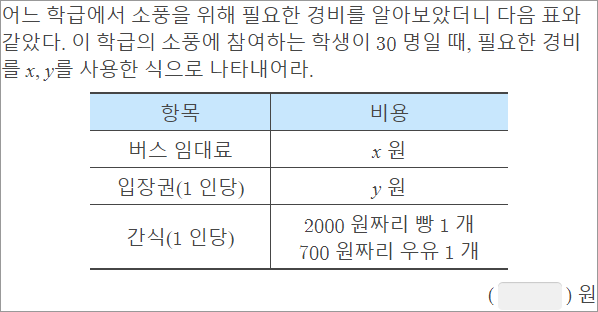 어느 학급에서 소풍을 위해 필요한 경비를 알아보았더니 다음 표와
같았다. 이 학급의 소풍에 참여하는 학생이 30 명일 때, 필요한 경비
를 x, y를 사용한 식으로 나타내어라.
항목 비용
버스 임대료 x 원
입장권(1 인당) y 원
간식(1 인당) 2000 원짜리 빵 1 개
700 원짜리 우유 1 개
( ) 원